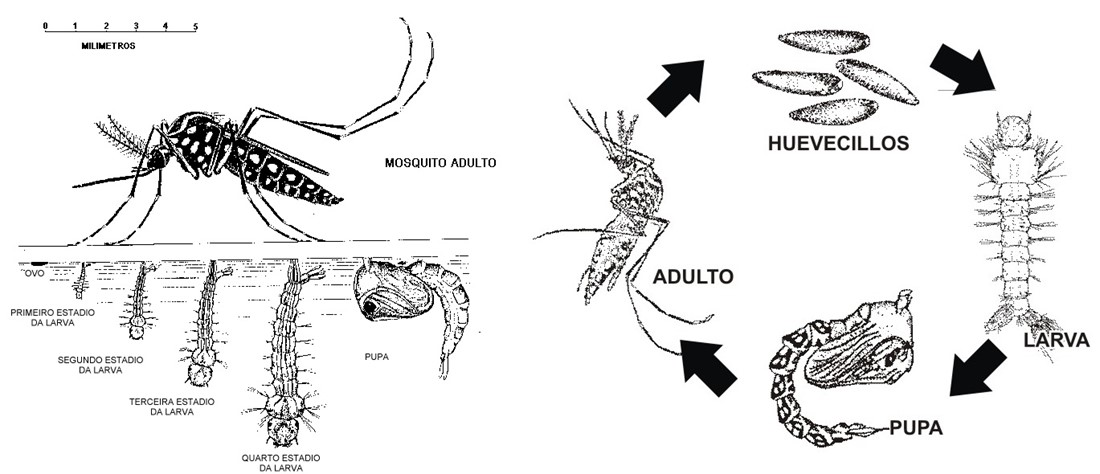 0 1 2 3 4 5
MILIMETROS
MOSQUITO ADULTO
OVO
PRIMEIRO ESTADIO
DA LARVA
SEGUNDO ESTADIO
DA LARVA
TERCEIRA ESTADIO
DA LARVA
QUARTO ESTADIO
DA LARVA
PUPA
HUEVECILLOS
LARVA
PUPA
ADULTO